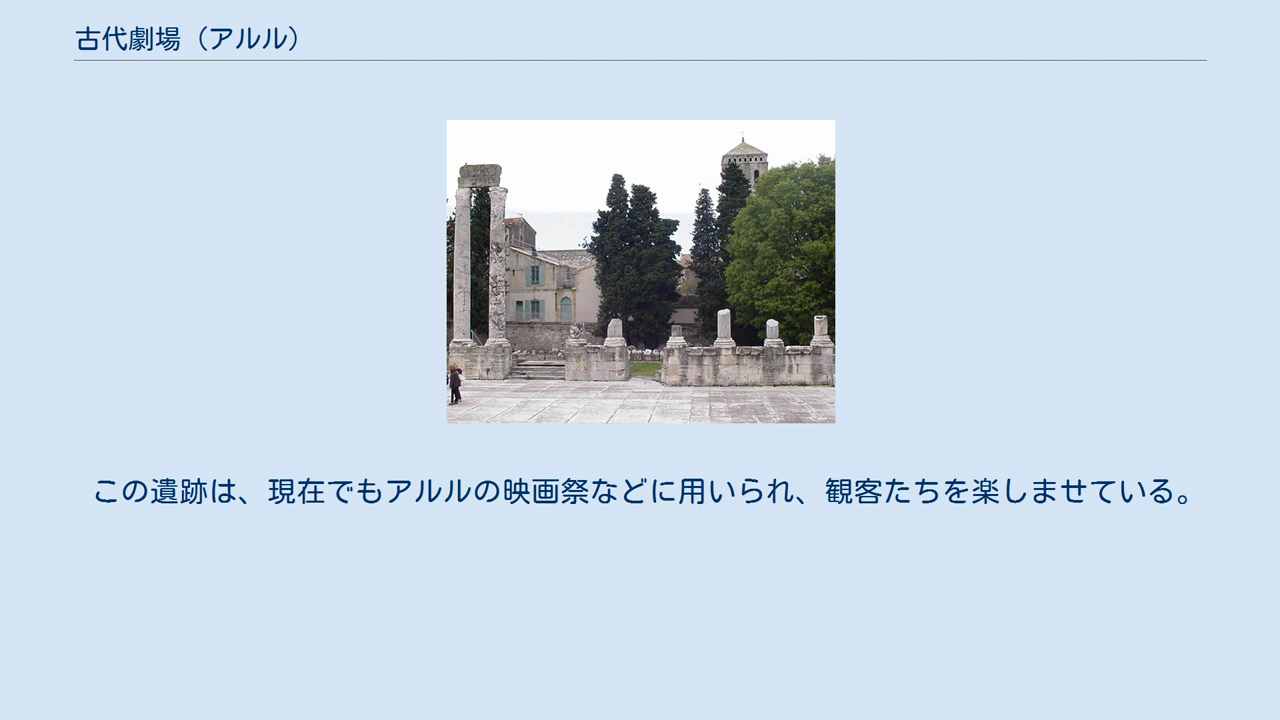 古代劇場（アルル）
この遺跡は、現在でもアルルの映画祭などに用いられ、観客たちを楽しませている。